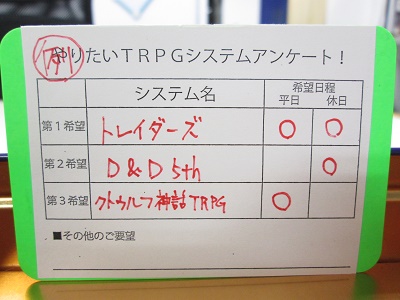 例
やりたいTRPGシステムアンケート!
システム名 希望日程
平日 休日
第1希望 トレイダーズ ○ ○
第2希望 D&D 5th ○
第3希望 クトゥルフ神話TRPG ○
■その他のご要望